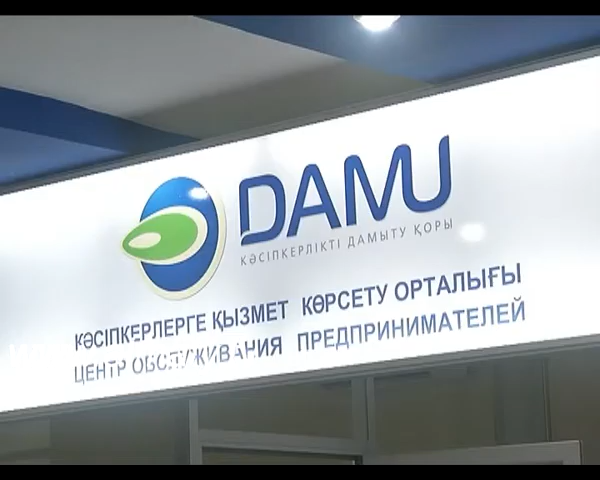 DAMU
КӘСІПКЕРЛІКТІ ДАМЫТУ ҚОРЫ
КӘСІПКЕРЛЕРГЕ ҚЫЗМЕТ КӨРСЕТУ ОРТАЛЫҒЫ
ЦЕНТР ОБСЛУЖИВАНИЯ ПРЕДПРИНИМАТЕЛЕЙ